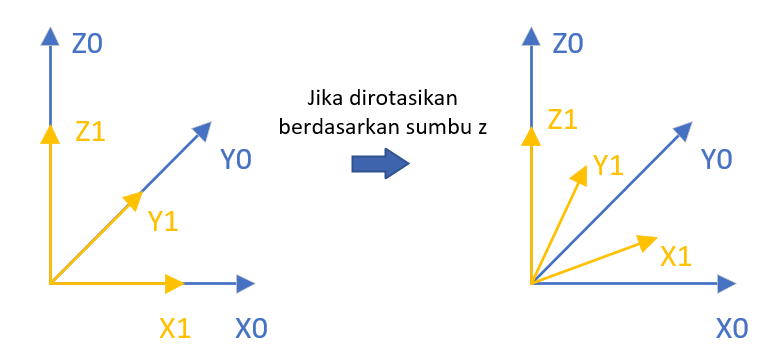 Z0
Z1
Y0
Y1
X1
X0
Jika dirotasikan
berdasarkan sumbu z
Z0
Z1
Y1
Y0
X1
X0